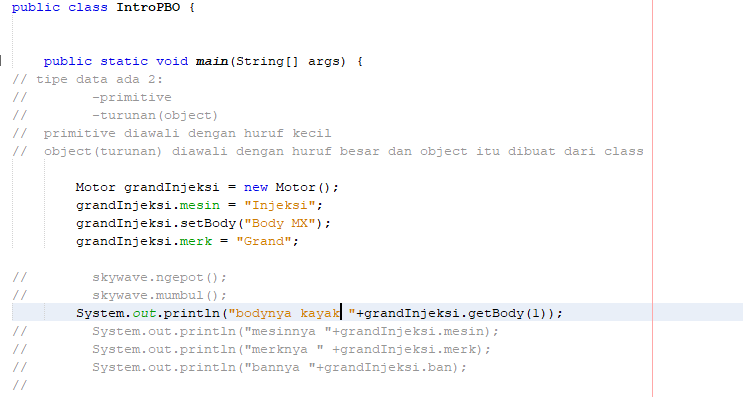 public class IntroPBO {
public static void main(String[] args) {
// tipe data ada 2:
//        -primitive
//        -turunan(object)
//  primitive diawali dengan huruf kecil
//  object(turunan) diawali dengan huruf besar dan object itu dibuat dari class
Motor grandInjeksi = new Motor();
grandInjeksi.mesin = "Injeksi";
grandInjeksi.setBody("Body MX");
grandInjeksi.merk = "Grand";
//        skywave.ngepot();
//        skywave.mumbul();
System.out.println("bodynya kayak "+grandInjeksi.getBody(1));
//        System.out.println("mesinnya "+grandInjeksi.mesin);
//        System.out.println("merknya " +grandInjeksi.merk);
//        System.out.println("bannya "+grandInjeksi.ban);
//